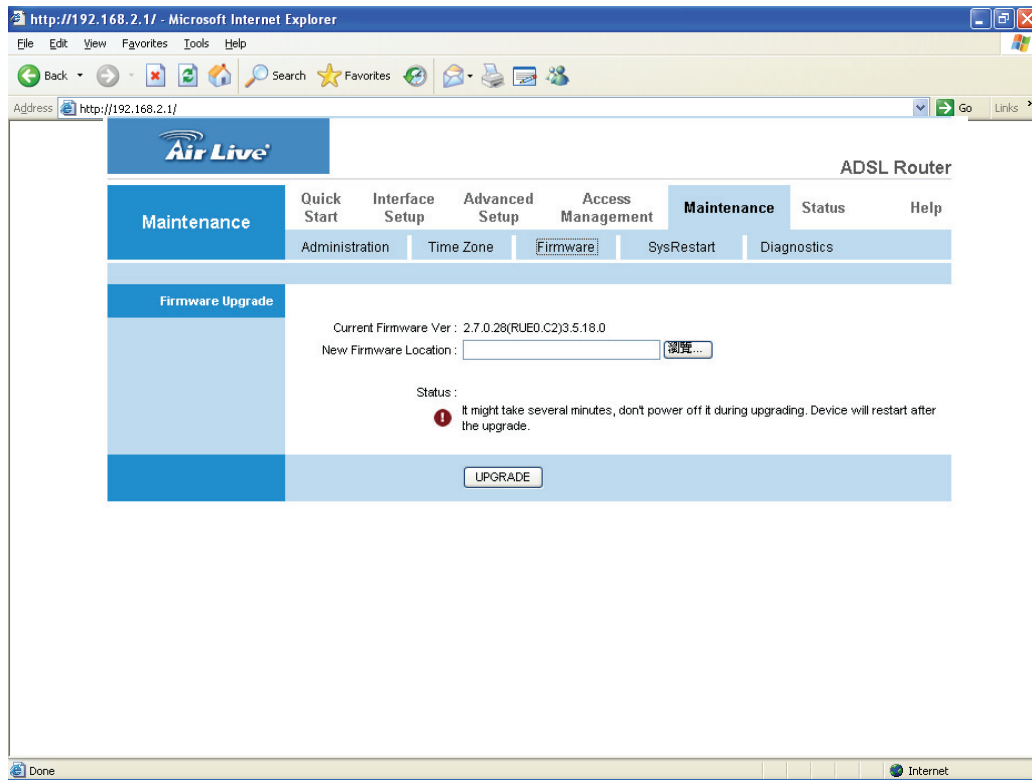 http://192.168.2.1/ - Microsoft Internet Explorer
File Edit View Favorites Tools Help
Back Search Favorites
Address http://192.168.2.1/ Go Links
Air Live
ADSL Router
Maintenance
Quick Start Interface Setup Advanced Setup Access Management Maintenance Status Help
Administration Time Zone Firmware SysRestart Diagnostics
Firmware Upgrade
Current Firmware Ver : 2.7.0.28(RUE0.C2)3.5.18.0
New Firmware Location : 瀏覽...
Status :
It might take several minutes, don't power off it during upgrading. Device will restart after
the upgrade.
UPGRADE
Done Internet